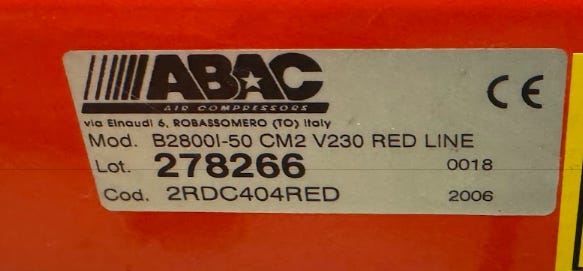 ABAC
AIR COMPRESSORS
CE
via Einaudi 6, ROBASSOMERO (TO) Italy
Mod. B2800I-50 CM2 V230 RED LINE
Lot. 278266 0018
Cod. 2RDC404RED 2006